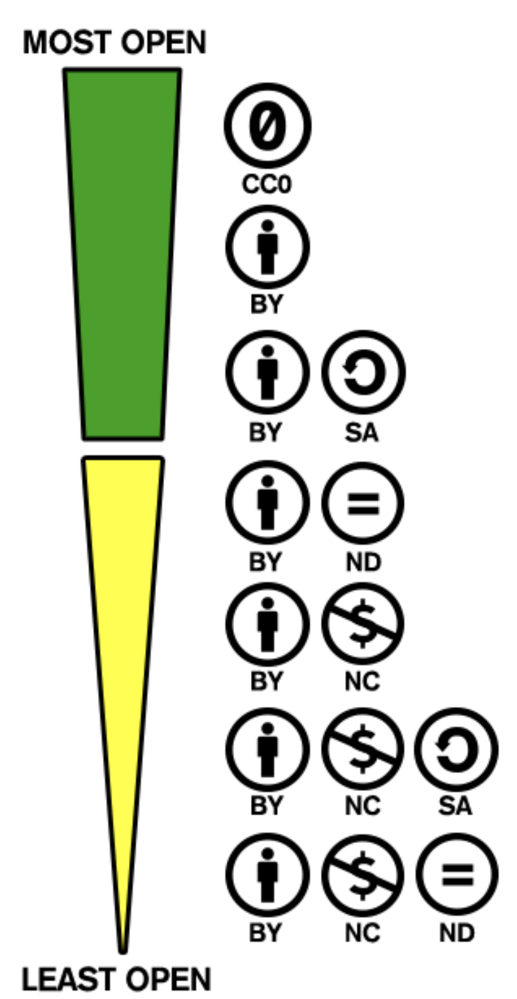 MOST OPEN
0
CC0
BY
BY SA
BY ND
BY NC
BY NC SA
BY NC ND
LEAST OPEN